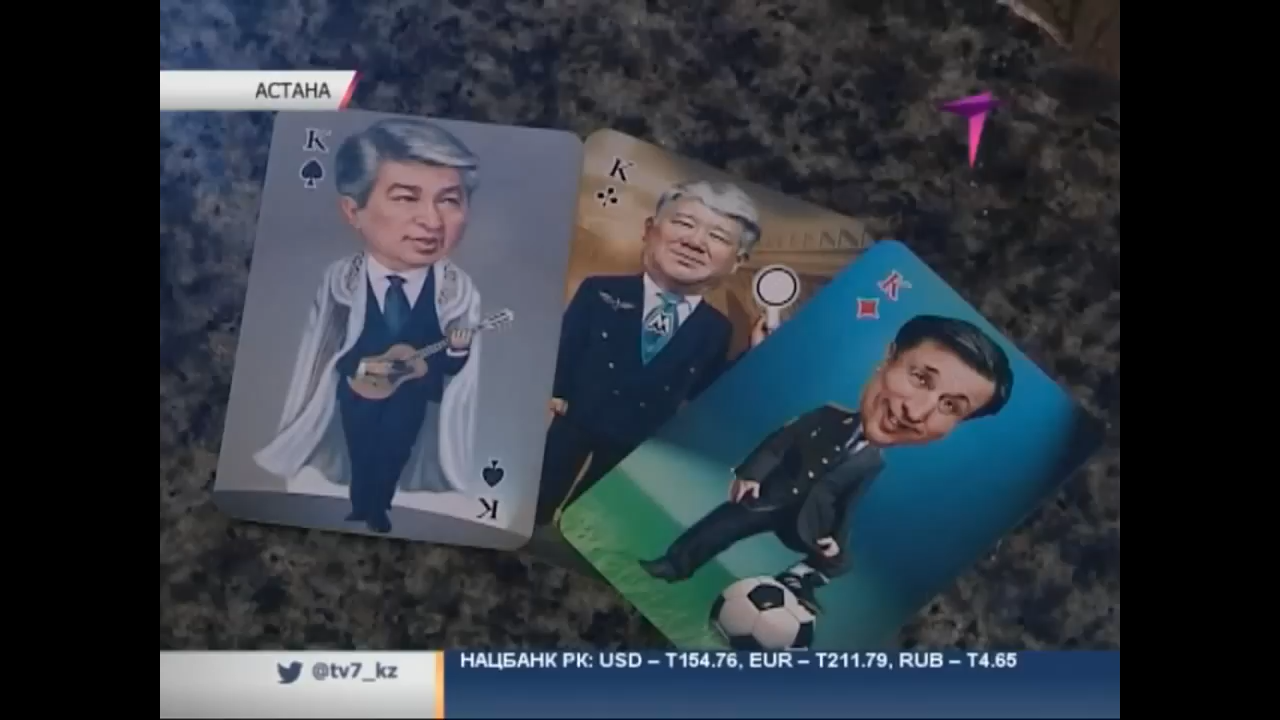 АСТАНА
K
K
K
K
M
@tv7_kz
НАЦБАНК РК: USD – T154.76, EUR – T211.79, RUB – T4.65